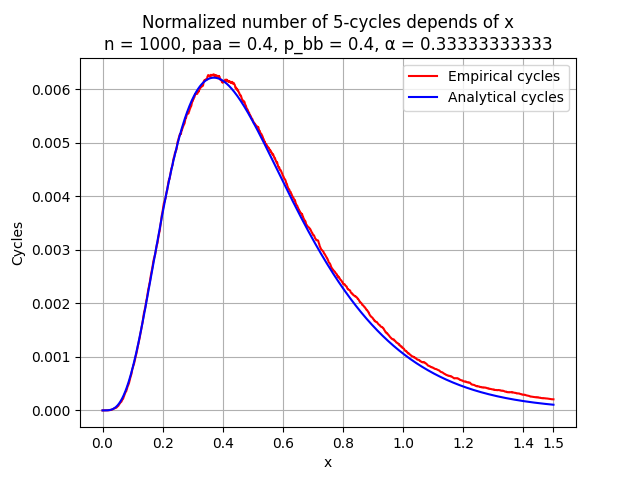 Normalized number of 5-cycles depends of x
n = 1000, paa = 0.4, p_bb = 0.4, α = 0.33333333333
Empirical cycles
Analytical cycles
0.006
0.005
0.004
0.003
0.002
0.001
0.000
Cycles
0.0 0.2 0.4 0.6 0.8 1.0 1.2 1.4 1.5
x